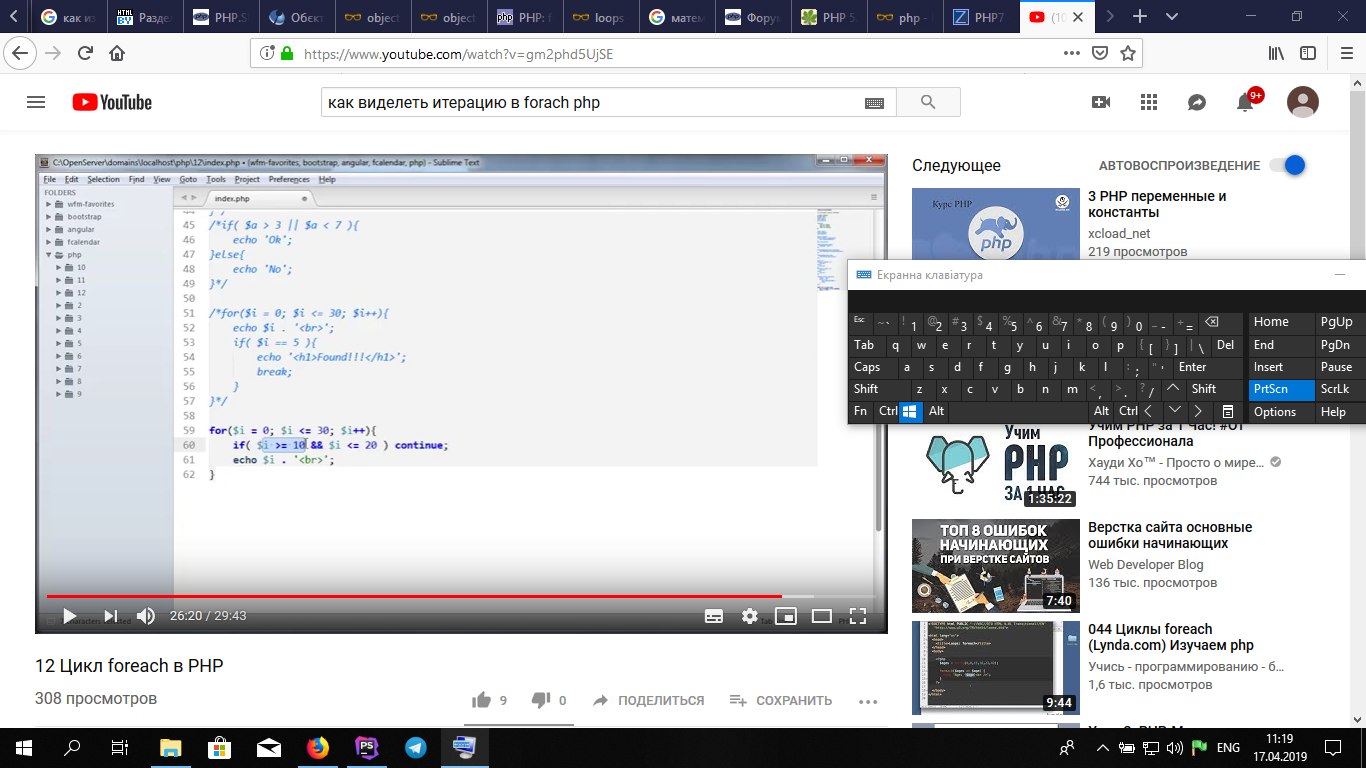 как из
HTML BY
Раздел
PHP.S
Обєкт
object
object
PHP: f
loops
матем
Форум
PHP 5
php -
PHP7
(10
https://www.youtube.com/watch?v=gm2phd5UjSE
YouTube
как виделеть итерацию в forach php
9+
C:\OpenServer\domains\localhost\php\12\index.php • (wfm-favorites, bootstrap, angular, fcalendar, php) - Sublime Text
File Edit Selection Find View Goto Tools Project Preferences Help
FOLDERS
wfm-favorites
bootstrap
angular
fcalendar
php
10
11
12
2
3
4
5
6
7
8
9
index.php
44 }*/
45 /*if( $a > 3 || $a < 7 ){
46 echo 'Ok';
47 }else{
48 echo 'No';
49 }*/
50
51 /*for($i = 0; $i <= 30; $i++){
52 echo $i . '<br>';
53 if( $i == 5 ){
54 echo '<h1>Found!!!</h1>';
55 break;
56 }
57 }*/
58
59 for($i = 0; $i <= 30; $i++){
60 if( $i >= 10 && $i <= 20 ) continue;
61 echo $i . '<br>';
62 }
26:20 / 29:43
12 Цикл foreach в PHP
308 просмотров
9
0
ПОДЕЛИТЬСЯ
СОХРАНИТЬ
Следующее
АВТОВОСПРОИЗВЕДЕНИЕ
Курс PHP
php
3 PHP переменные и
константы
xcload_net
219 просмотров
Екранна клавіатура
Esc ~ ` ! 1 @ 2 # 3 $ 4 % 5 ^ 6 & 7 * 8 ( 9 ) 0 _ - + = Home PgUp
Tab q w e r t y u i o p { [ } ] | \ Del End PgDn
Caps a s d f g h j k l : ; " ' Enter Insert Pause
Shift z x c v b n m < , > . ? / Shift PrtScn ScrLk
Fn Ctrl Alt Alt Ctrl Options Help
УЧИМ
PHP
ЗА 1 ЧАС
1:35:22
Учим PHP за 1 Час! #От
Профессионала
Хауди Хо™ - Просто о мире…
744 тыс. просмотров
ТОП 8 ОШИБОК
НАЧИНАЮЩИХ
ПРИ ВЕРСТКЕ САЙТОВ
7:40
Верстка сайта основные
ошибки начинающих
Web Developer Blog
136 тыс. просмотров
9:44
044 Циклы foreach
(Lynda.com) Изучаем php
Учись - программированию - б…
1,6 тыс. просмотров
PS
ENG
11:19
17.04.2019